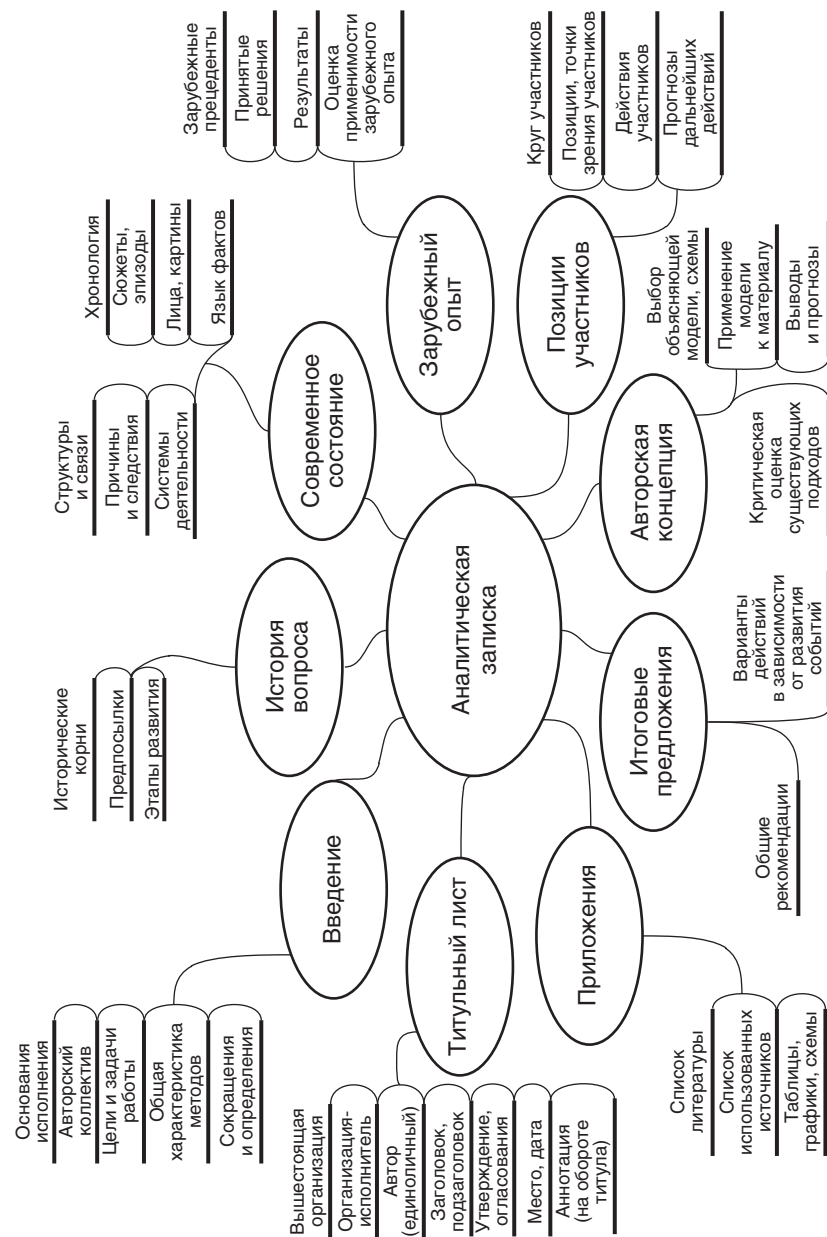 Аналитическая
записка
Титульный лист
Вышестоящая
организация
Организация-
исполнитель
Автор
(единоличный)
Заголовок,
подзаголовок
Утверждение,
огласования
Место, дата
Аннотация
(на обороте
титула)
Введение
Основания
исполнения
Авторский
коллектив
Цели и задачи
работы
Общая
характеристика
методов
Сокращения
и определения
История
вопроса
Исторические
корни
Предпосылки
Этапы развития
Современное
состояние
Структуры
и связи
Причины
и следствия
Системы
деятельности
Хронология
Сюжеты,
эпизоды
Лица, картины
Язык фактов
Зарубежный
опыт
Зарубежные
прецеденты
Принятые
решения
Результаты
Оценка
применимости
зарубежного
опыта
Позиции
участников
Круг участников
Позиции, точки
зрения участников
Действия
участников
Прогнозы
дальнейших
действий
Авторская
концепция
Выбор
объясняющей
модели, схемы
Применение
модели
к материалу
Выводы
и прогнозы
Критическая
оценка
существующих
подходов
Итоговые
предложения
Варианты
действий
в зависимости
от развития
событий
Общие
рекомендации
Приложения
Список
литературы
Список
использованных
источников
Таблицы,
графики, схемы